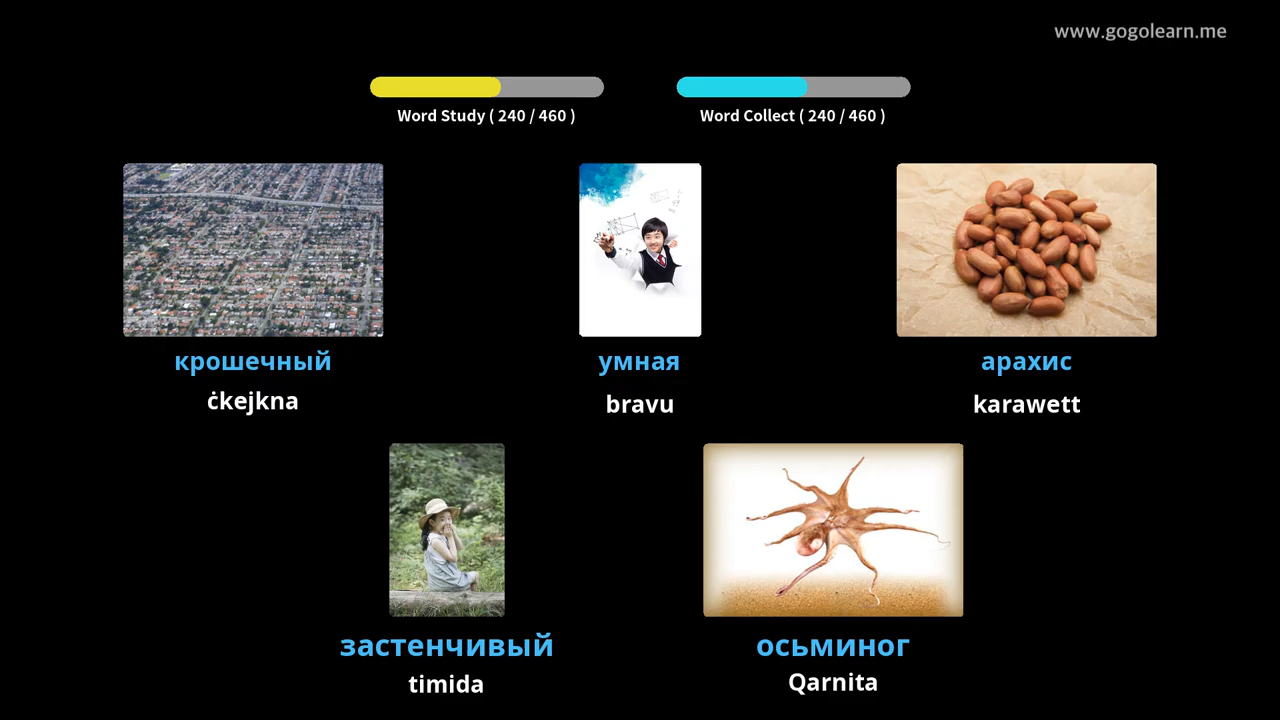 www.gogolearn.me
Word Study ( 240 / 460 )
Word Collect ( 240 / 460 )
крошечный
умная
арахис
ċkejkna
bravu
karawett
застенчивый
осьминог
timida
Qarnita